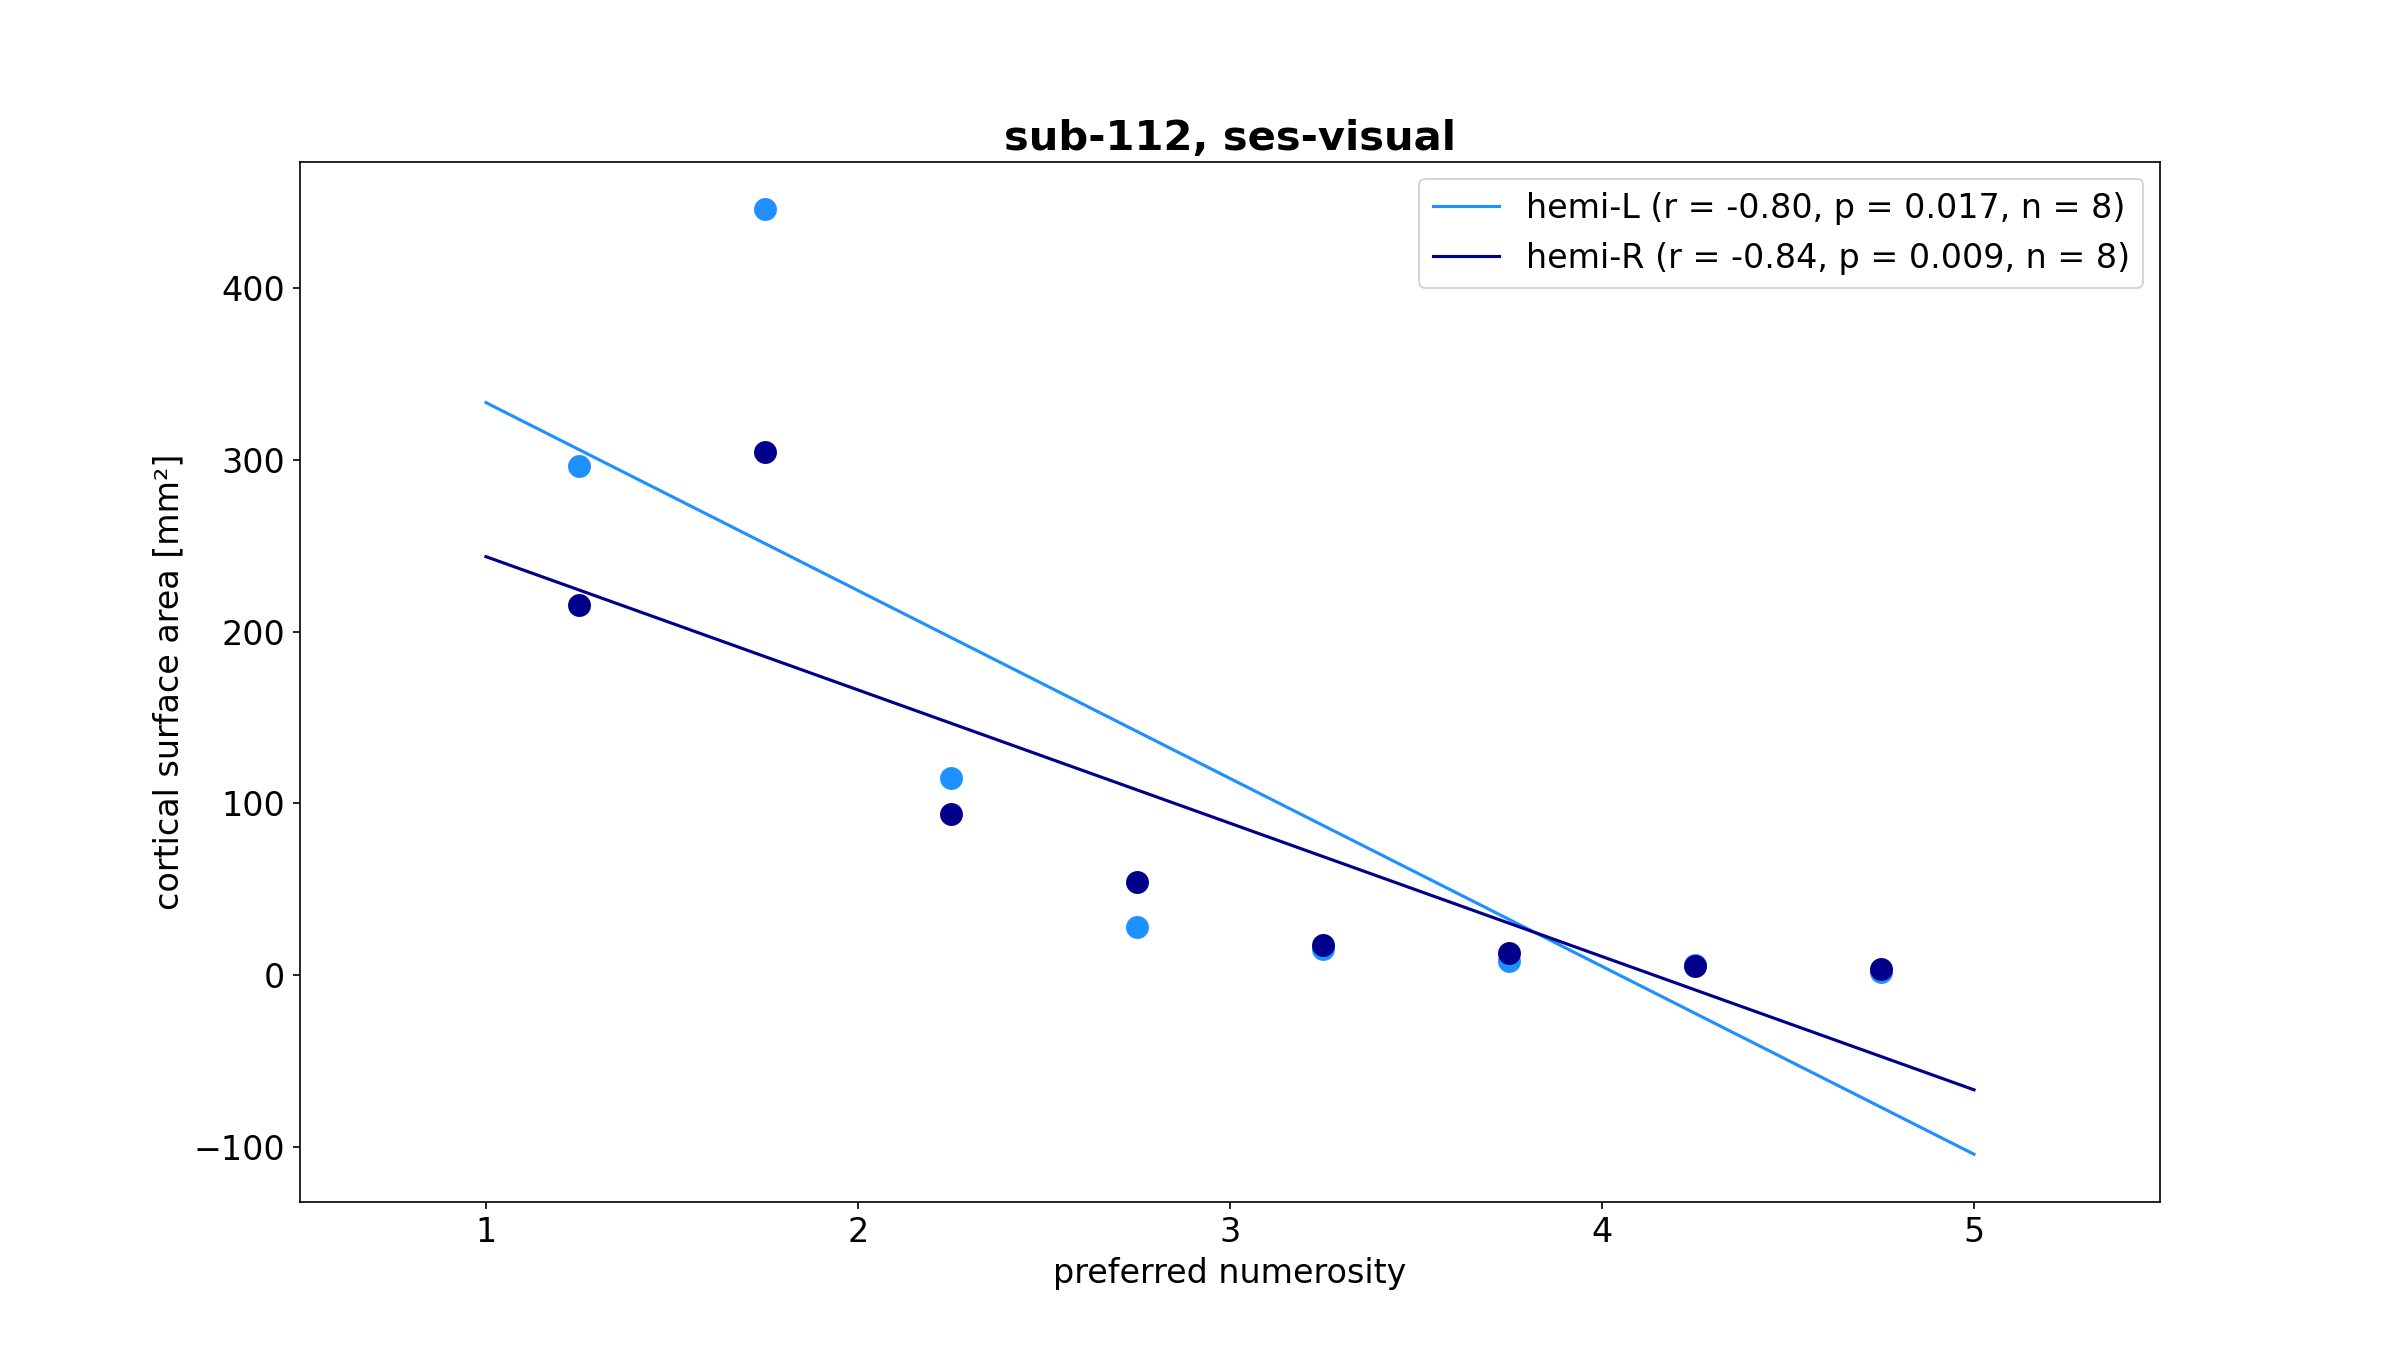 sub-112, ses-visual
hemi-L (r = -0.80, p = 0.017, n = 8)
hemi-R (r = -0.84, p = 0.009, n = 8)
cortical surface area [mm²]
400
300
200
100
0
−100
1 2 3 4 5
preferred numerosity